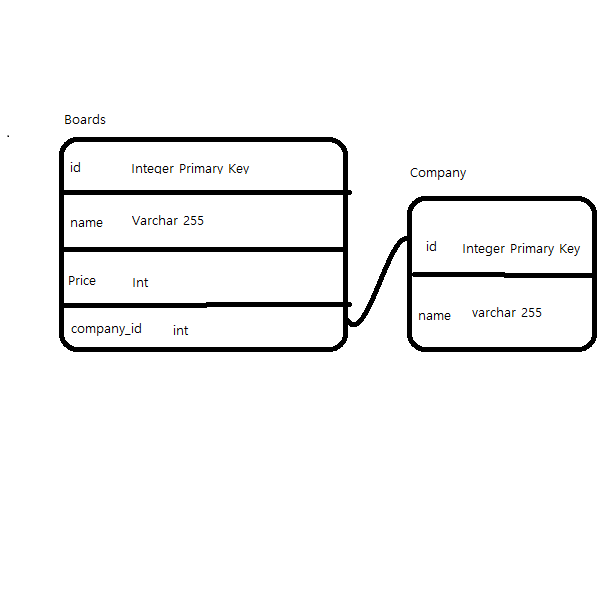 Boards
id Integer Primary Key
name Varchar 255
Price Int
company_id int
Company
id Integer Primary Key
name varchar 255